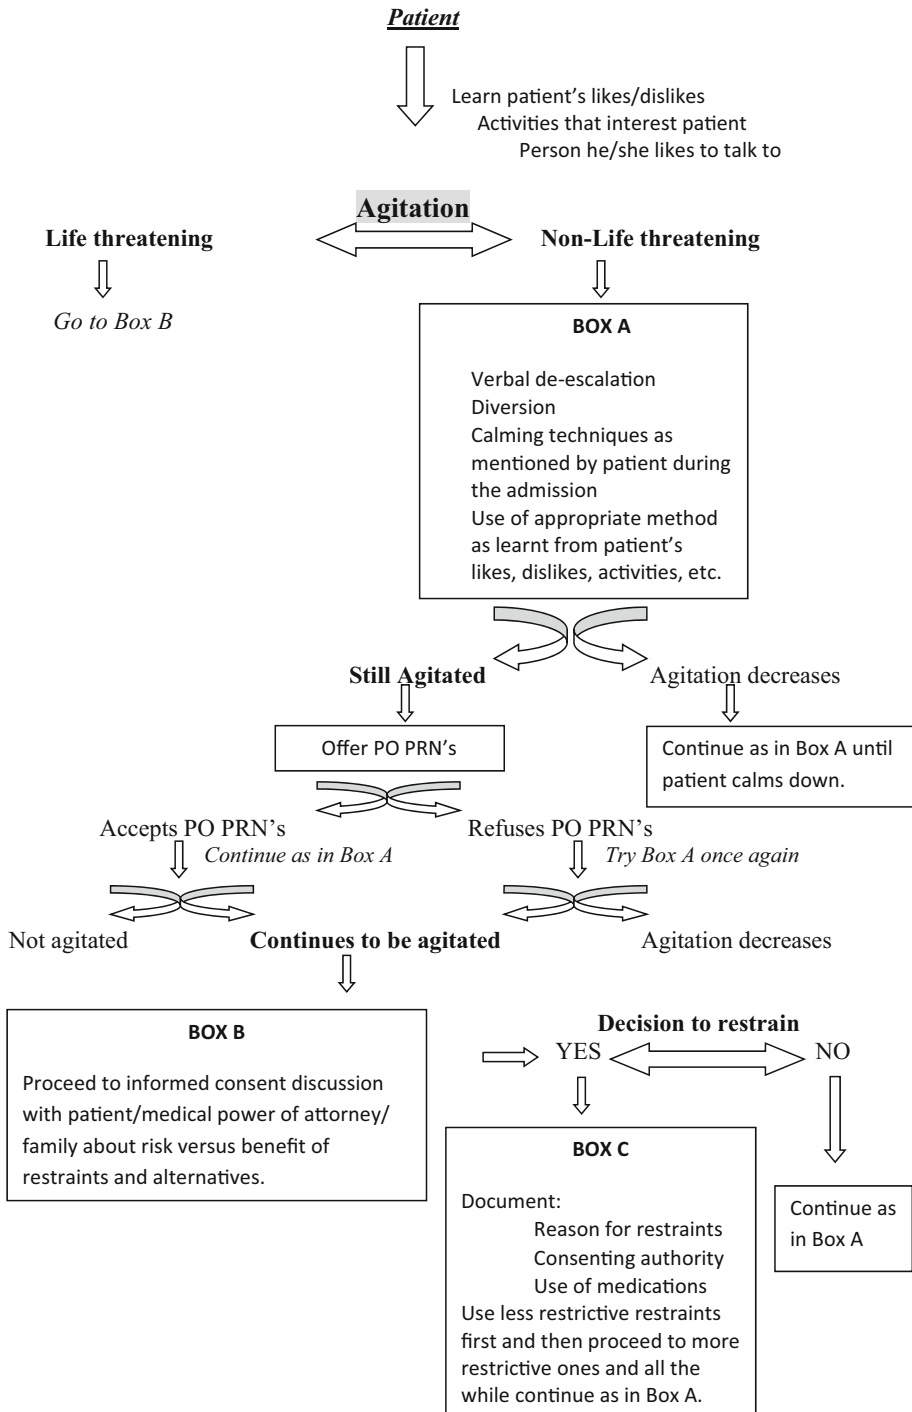 Patient
Learn patient's likes/dislikes
Activities that interest patient
Person he/she likes to talk to
Agitation
Life threatening
Non-Life threatening
Go to Box B
BOX A
Verbal de-escalation
Diversion
Calming techniques as
mentioned by patient during
the admission
Use of appropriate method
as learnt from patient's
likes, dislikes, activities, etc.
Still Agitated
Agitation decreases
Offer PO PRN's
Continue as in Box A until
patient calms down.
Accepts PO PRN's
Refuses PO PRN's
Continue as in Box A
Try Box A once again
Not agitated
Continues to be agitated
Agitation decreases
BOX B
Proceed to informed consent discussion
with patient/medical power of attorney/
family about risk versus benefit of
restraints and alternatives.
Decision to restrain
YES
NO
BOX C
Document:
Reason for restraints
Consenting authority
Use of medications
Use less restrictive restraints
first and then proceed to more
restrictive ones and all the
while continue as in Box A.
Continue as
in Box A